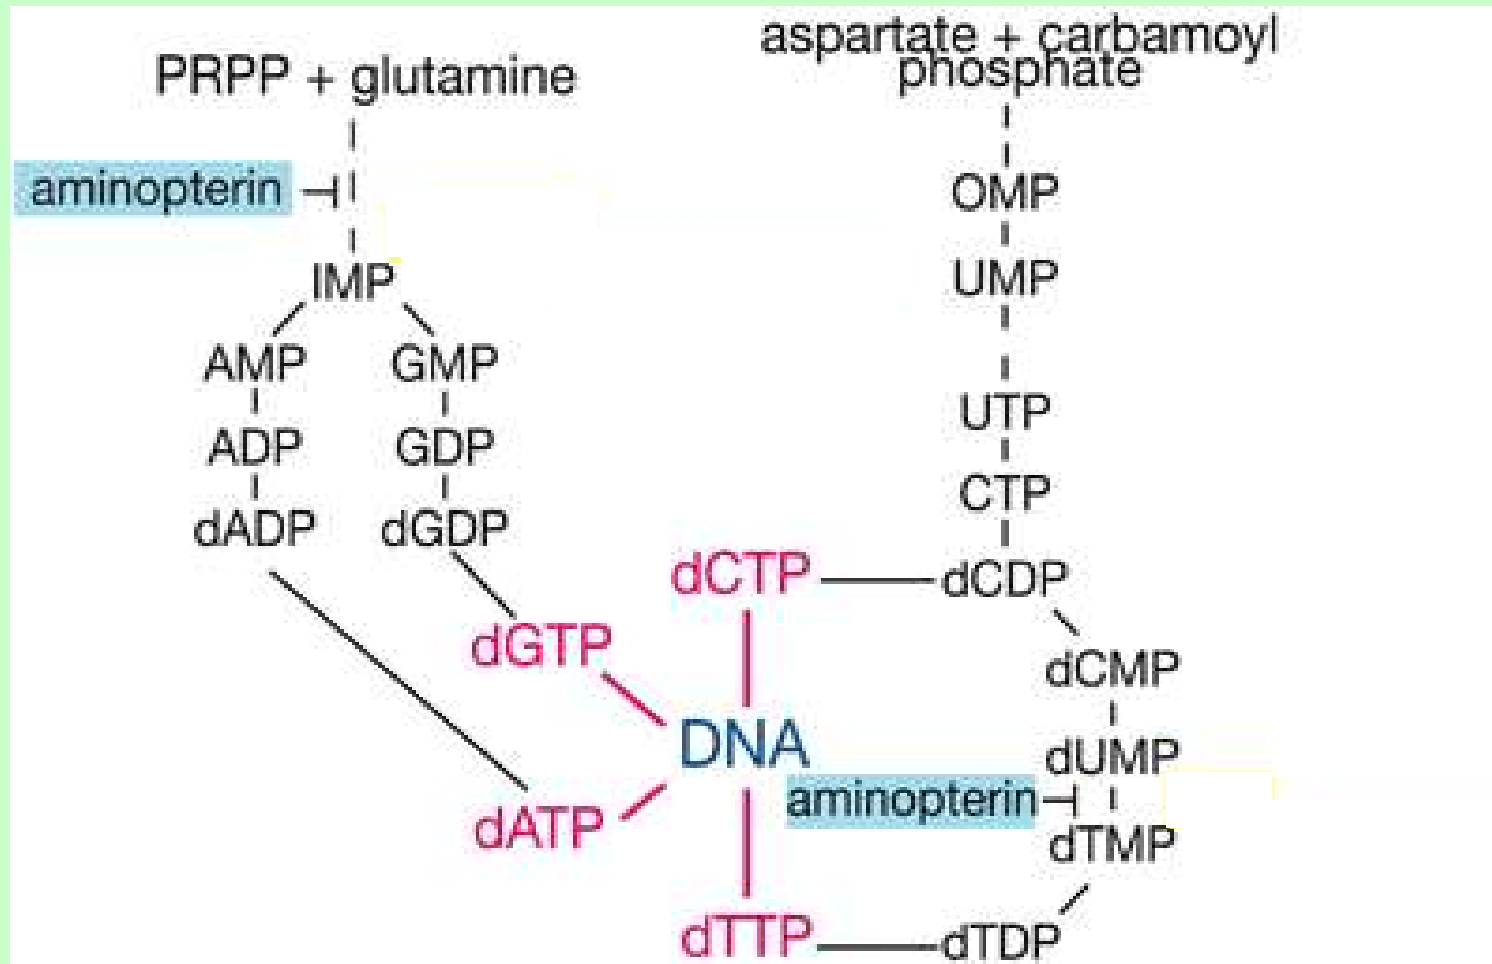 aspartate + carbamoyl
phosphate
PRPP + glutamine
aminopterin
OMP
IMP
UMP
AMP GMP
UTP
ADP GDP
CTP
dADP dGDP
dCTP dCDP
dGTP
dCMP
DNA
dUMP
aminopterin
dATP
dTMP
dTTP dTDP